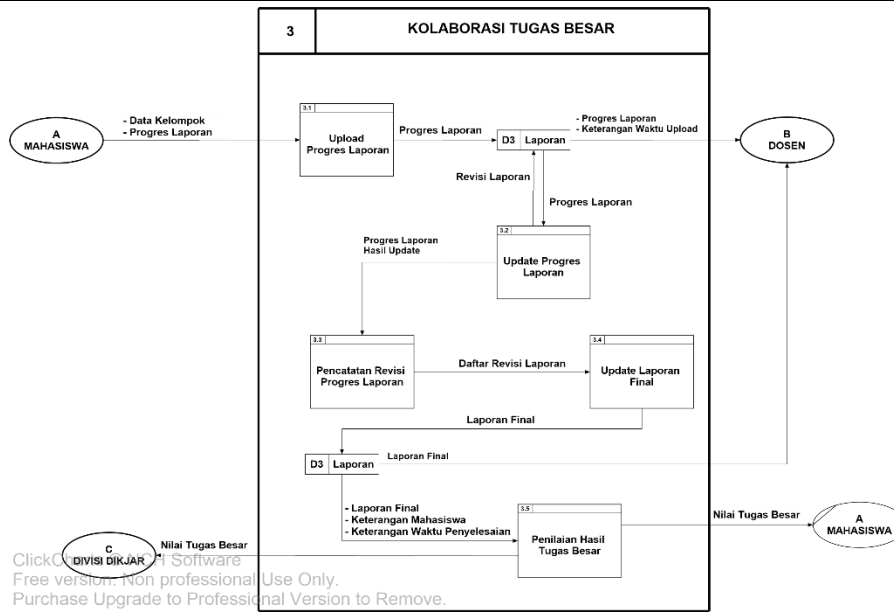 3
KOLABORASI TUGAS BESAR
- Data Kelompok
- Progres Laporan
A
MAHASISWA
3.1
Upload
Progres Laporan
Progres Laporan
D3 Laporan
- Progres Laporan
- Keterangan Waktu Upload
B
DOSEN
Revisi Laporan
Progres Laporan
3.2
Update Progres
Laporan
Progres Laporan
Hasil Update
3.3
Pencatatan Revisi
Progres Laporan
Daftar Revisi Laporan
3.4
Update Laporan
Final
Laporan Final
D3 Laporan
Laporan Final
- Laporan Final
- Keterangan Mahasiswa
- Keterangan Waktu Penyelesaian
3.5
Penilaian Hasil
Tugas Besar
Nilai Tugas Besar
A
MAHASISWA
Nilai Tugas Besar
C
DIVISI DIKJAR
NCH Software
Free version. Non professional Use Only.
Purchase Upgrade to Professional Version to Remove.